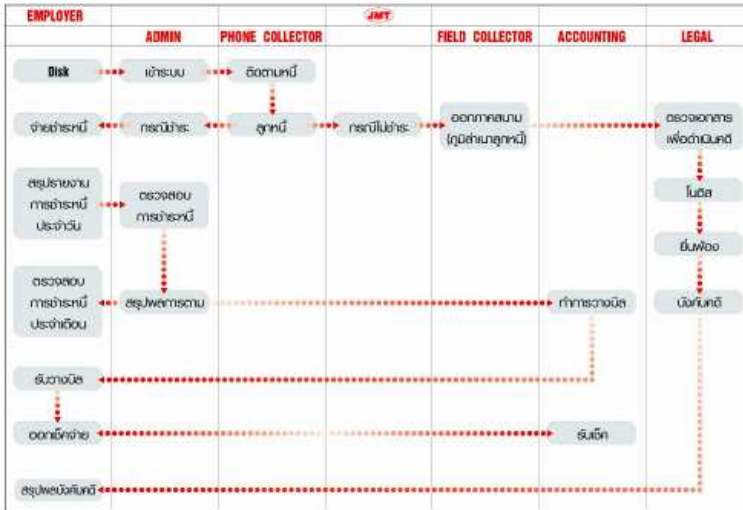 EMPLOYER
JMT
ADMIN
PHONE COLLECTOR
FIELD COLLECTOR
ACCOUNTING
LEGAL
Disk
เข้าระบบ
ติดตามหนี้
จ่ายชำระหนี้
กรณีชำระ
ลูกหนี้
กรณีไม่ชำระ
ออกภาคสนาม
(ภูมิลำเนาลูกหนี้)
ตรวจเอกสาร
เพื่อดำเนินคดี
สรุปรายงาน
การชำระหนี้
ประจำวัน
ตรวจสอบ
การชำระหนี้
โนติส
ยื่นฟ้อง
ตรวจสอบ
การชำระหนี้
ประจำเดือน
สรุปผลการตาม
ทำการวางบิล
บังคับคดี
รับวางบิล
ออกเช็คจ่าย
รับเช็ค
สรุปผลบังคับคดี